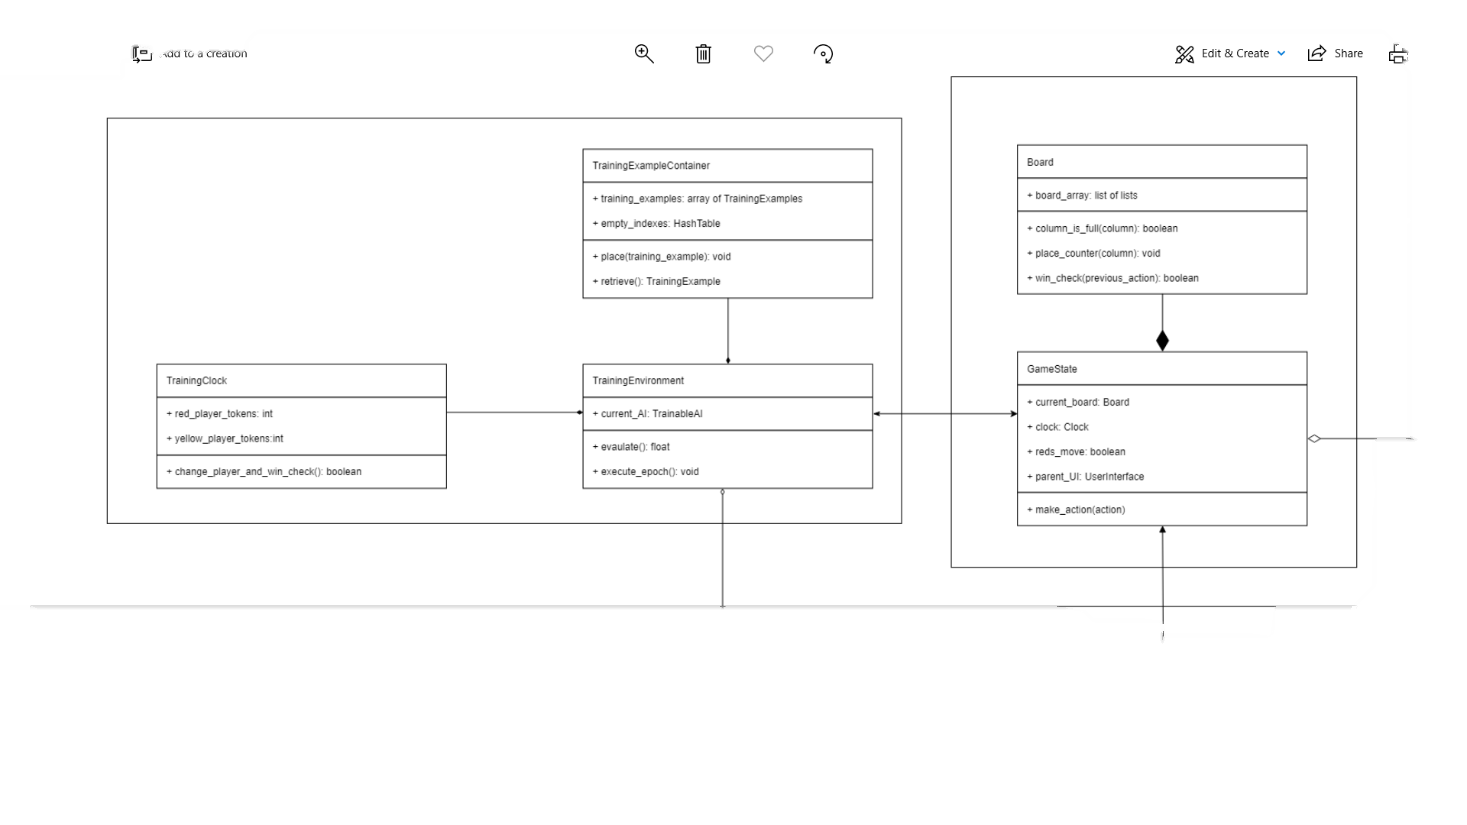 to a creation
Edit & Create
Share
TrainingExampleContainer
+ training_examples: array of TrainingExamples
+ empty_indexes: HashTable
+ place(training_example): void
+ retrieve(): TrainingExample
Board
+ board_array: list of lists
+ column_is_full(column): boolean
+ place_counter(column): void
+ win_check(previous_action): boolean
TrainingClock
+ red_player_tokens: int
+ yellow_player_tokens:int
+ change_player_and_win_check(): boolean
TrainingEnvironment
+ current_AI: TrainableAI
+ evaulate(): float
+ execute_epoch(): void
GameState
+ current_board: Board
+ clock: Clock
+ reds_move: boolean
+ parent_UI: UserInterface
+ make_action(action)